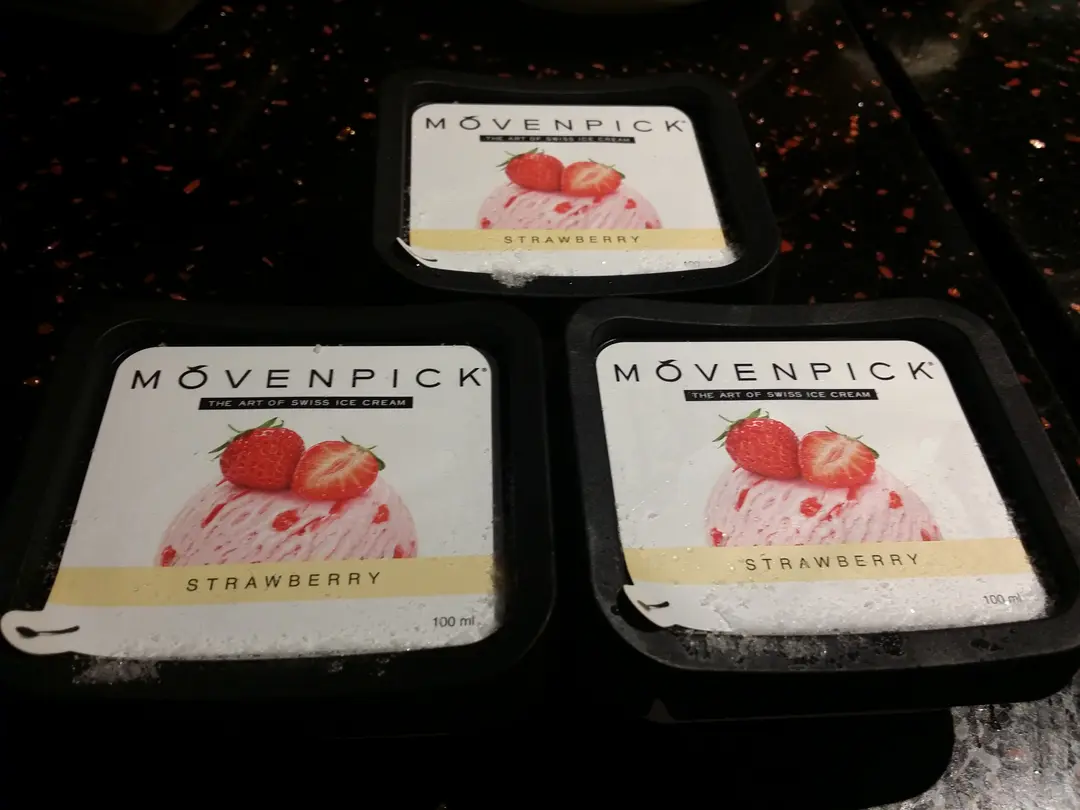 MÖVENPICK®
THE ART OF SWISS ICE CREAM
STRAWBERRY
100
MÖVENPICK®
THE ART OF SWISS ICE CREAM
STRAWBERRY
100 ml
MÖVENPICK®
THE ART OF SWISS ICE CREAM
STRAWBERRY
100 ml